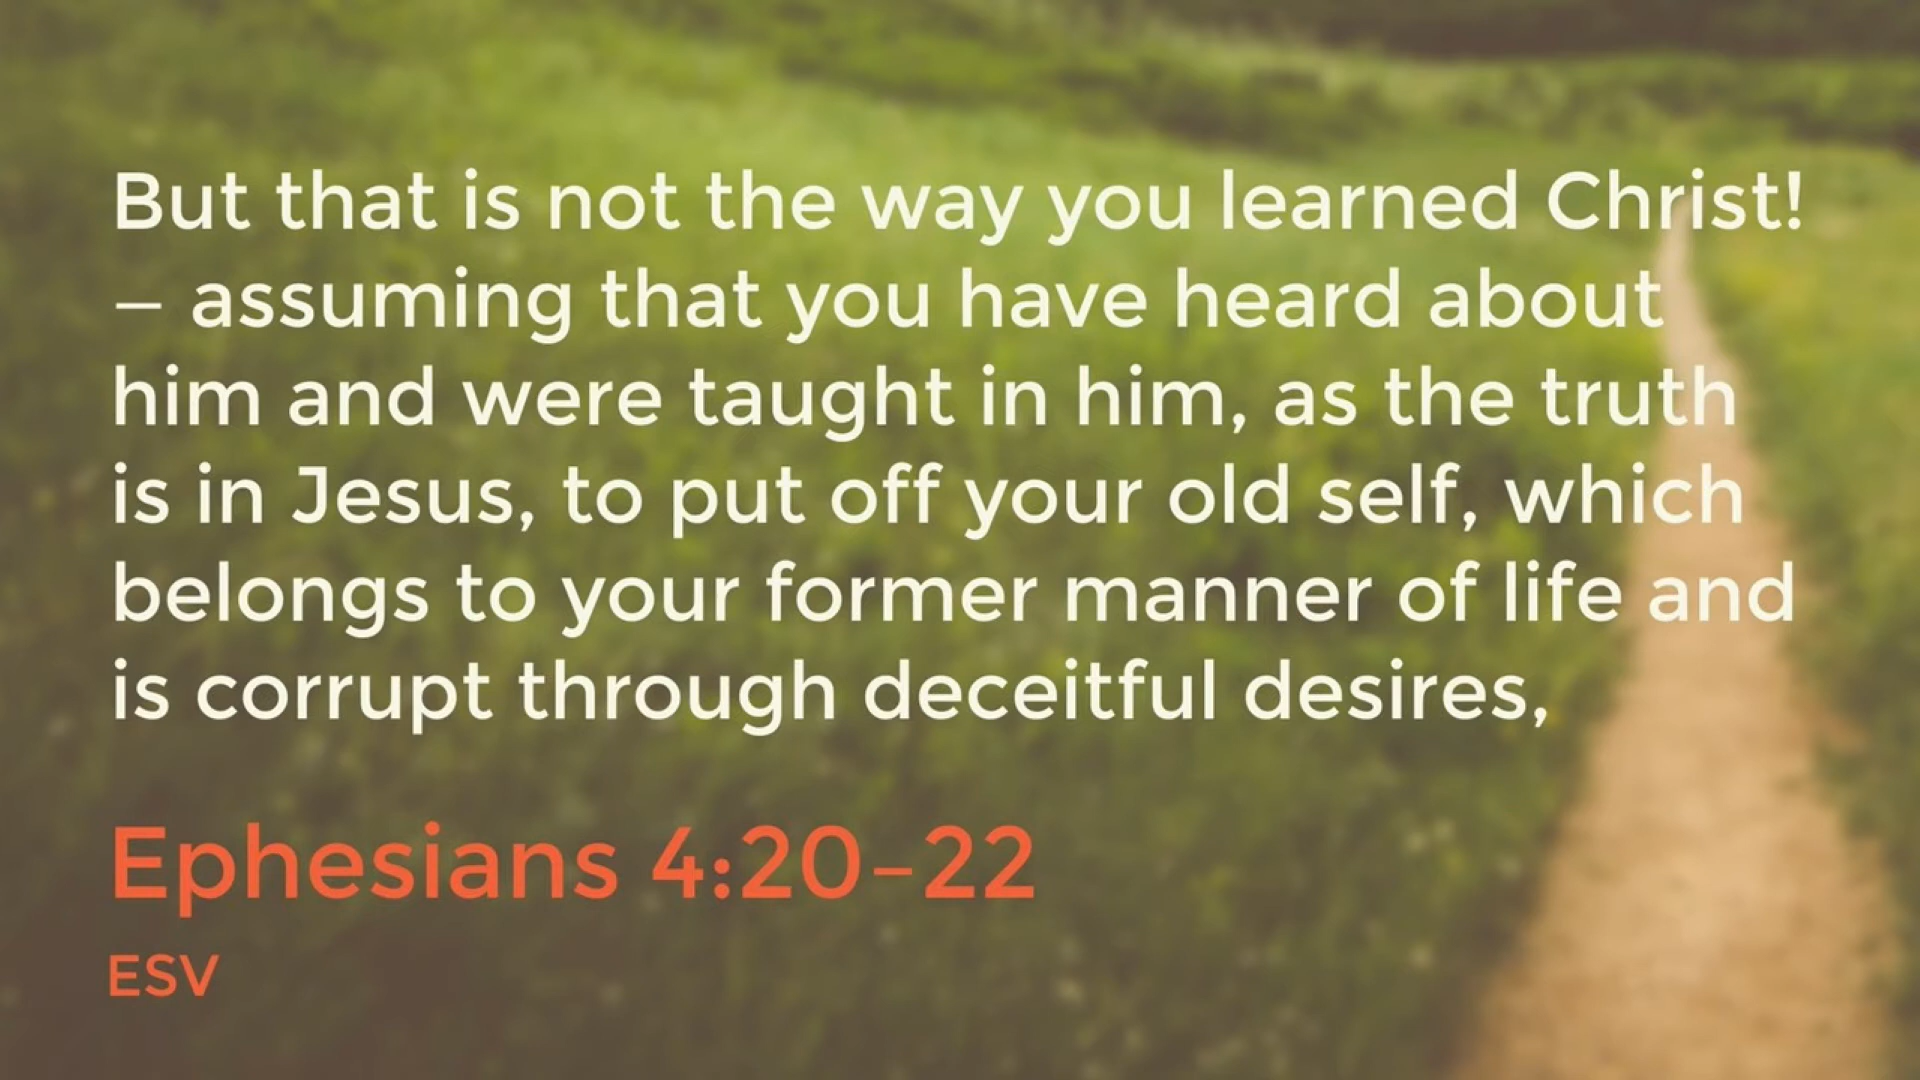 But that is not the way you learned Christ!
– assuming that you have heard about
him and were taught in him, as the truth
is in Jesus, to put off your old self, which
belongs to your former manner of life and
is corrupt through deceitful desires,
Ephesians 4:20–22
ESV